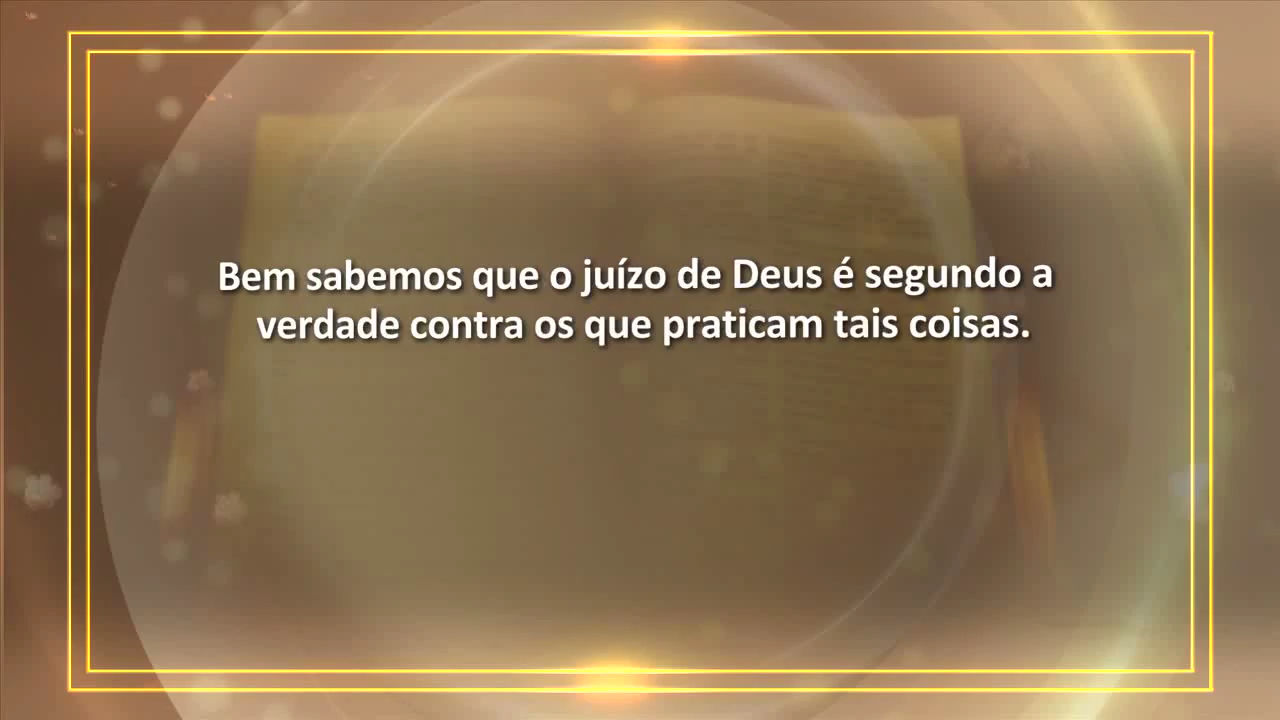 Bem sabemos que o juízo de Deus é segundo a
verdade contra os que praticam tais coisas.